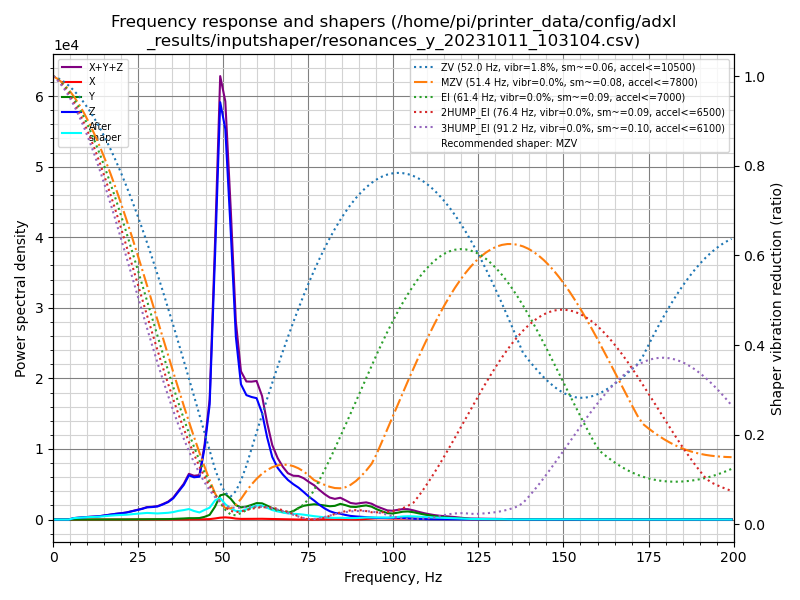 Frequency response and shapers (/home/pi/printer_data/config/adxl
_results/inputshaper/resonances_y_20231011_103104.csv)
1e4
X+Y+Z
X
Y
Z
After
shaper
ZV (52.0 Hz, vibr=1.8%, sm~=0.06, accel<=10500)
MZV (51.4 Hz, vibr=0.0%, sm~=0.08, accel<=7800)
EI (61.4 Hz, vibr=0.0%, sm~=0.09, accel<=7000)
2HUMP_EI (76.4 Hz, vibr=0.0%, sm~=0.09, accel<=6500)
3HUMP_EI (91.2 Hz, vibr=0.0%, sm~=0.10, accel<=6100)
Recommended shaper: MZV
6
5
4
3
2
1
0
Power spectral density
1.0
0.8
0.6
0.4
0.2
0.0
Shaper vibration reduction (ratio)
0 25 50 75 100 125 150 175 200
Frequency, Hz